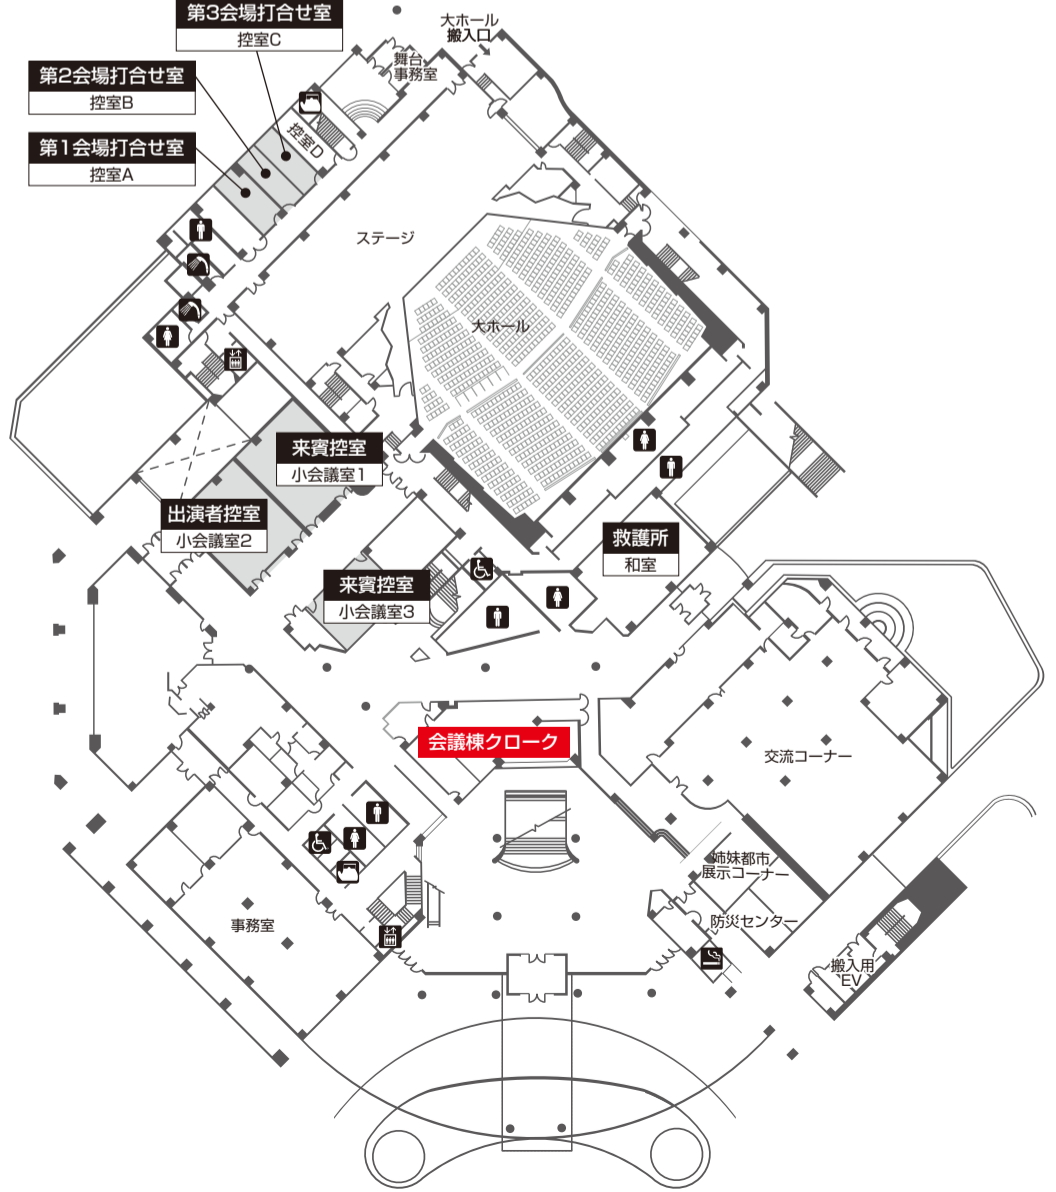 第3会場打合せ室
控室C
大ホール
搬入口
舞台
事務室
第2会場打合せ室
控室B
控室D
第1会場打合せ室
控室A
ステージ
大ホール
来賓控室
小会議室1
出演者控室
小会議室2
救護所
和室
来賓控室
小会議室3
会議棟クローク
交流コーナー
姉妹都市
展示コーナー
防災センター
事務室
搬入用
EV